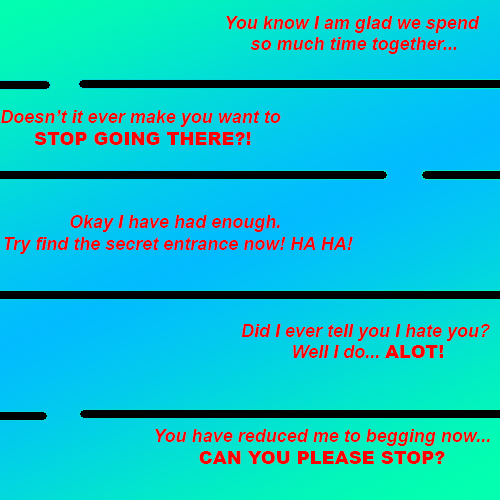 You know I am glad we spend
so much time together...
Doesn't it ever make you want to
STOP GOING THERE?!
Okay I have had enough.
Try find the secret entrance now! HA HA!
Did I ever tell you I hate you?
Well I do... ALOT!
You have reduced me to begging now...
CAN YOU PLEASE STOP?